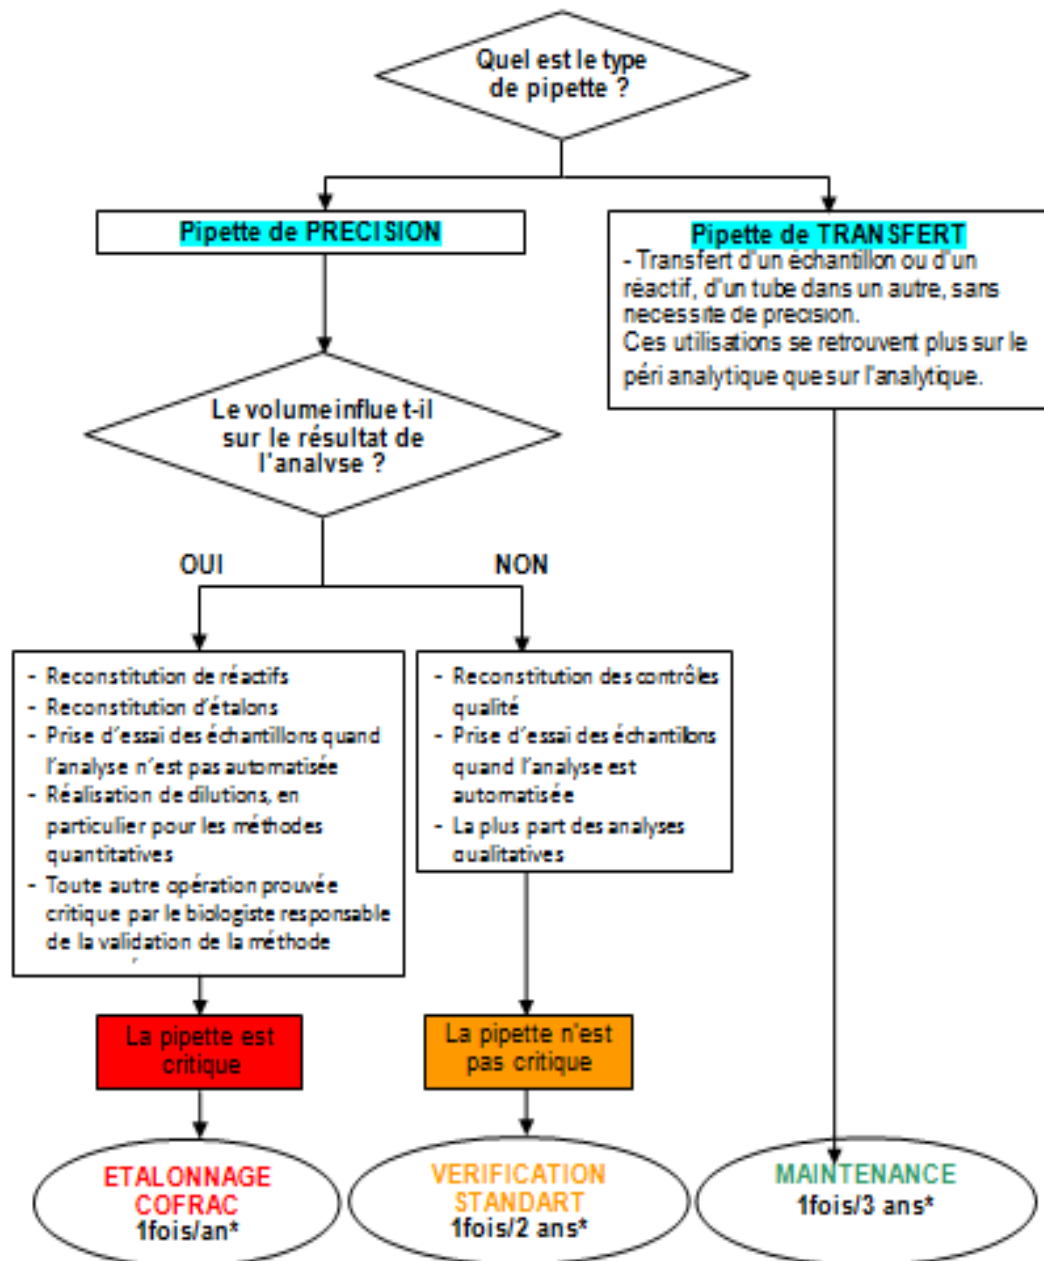 Quel est le type
de pipette ?
Pipette de PRECISION
Pipette de TRANSFERT
- Transfert d'un échantillon ou d'un
réactif, d'un tube dans un autre, sans
necessite de precision.
Ces utilisations se retrouvent plus sur le
péri analytique que sur l'analytique.
Le volume influe t-il
sur le résultat de
l'analyse ?
OUI
NON
- Reconstitution de réactifs
- Reconstitution d'étalons
- Prise d'essai des échantillons quand
l'analyse n'est pas automatisée
- Réalisation de dilutions, en
particulier pour les méthodes
quantitatives
- Toute autre opération prouvée
critique par le biologiste responsable
de la validation de la méthode
- Reconstitution des contrôles
qualité
- Prise d'essai des échantillons
quand l'analyse est
automatisée
- La plus part des analyses
qualitatives
La pipette est
critique
La pipette n'est
pas critique
ETALONNAGE
COFRAC
1fois/an*
VERIFICATION
STANDART
1fois/2 ans*
MAINTENANCE
1fois/3 ans*